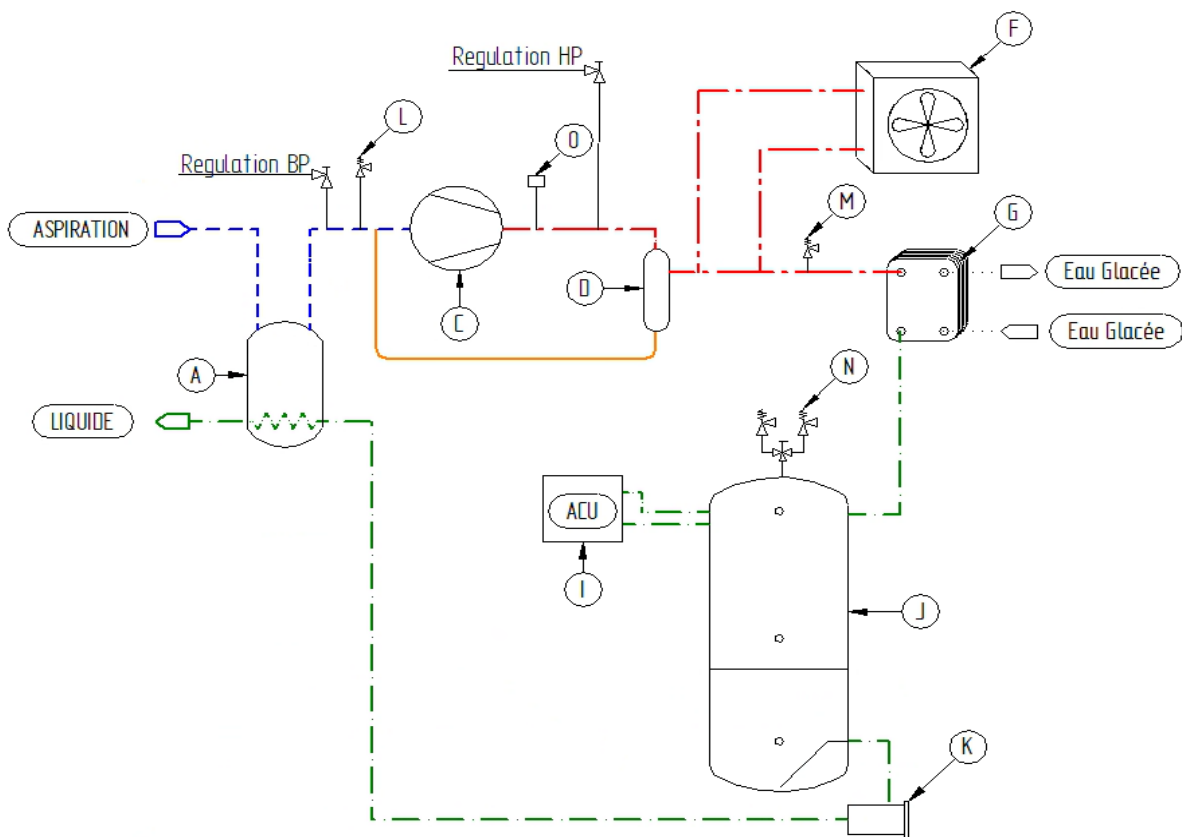 F
Regulation HP
L
O
Regulation BP
M
G
ASPIRATION
Eau Glacée
D
C
Eau Glacée
A
N
LIQUIDE
ACU
I
J
K